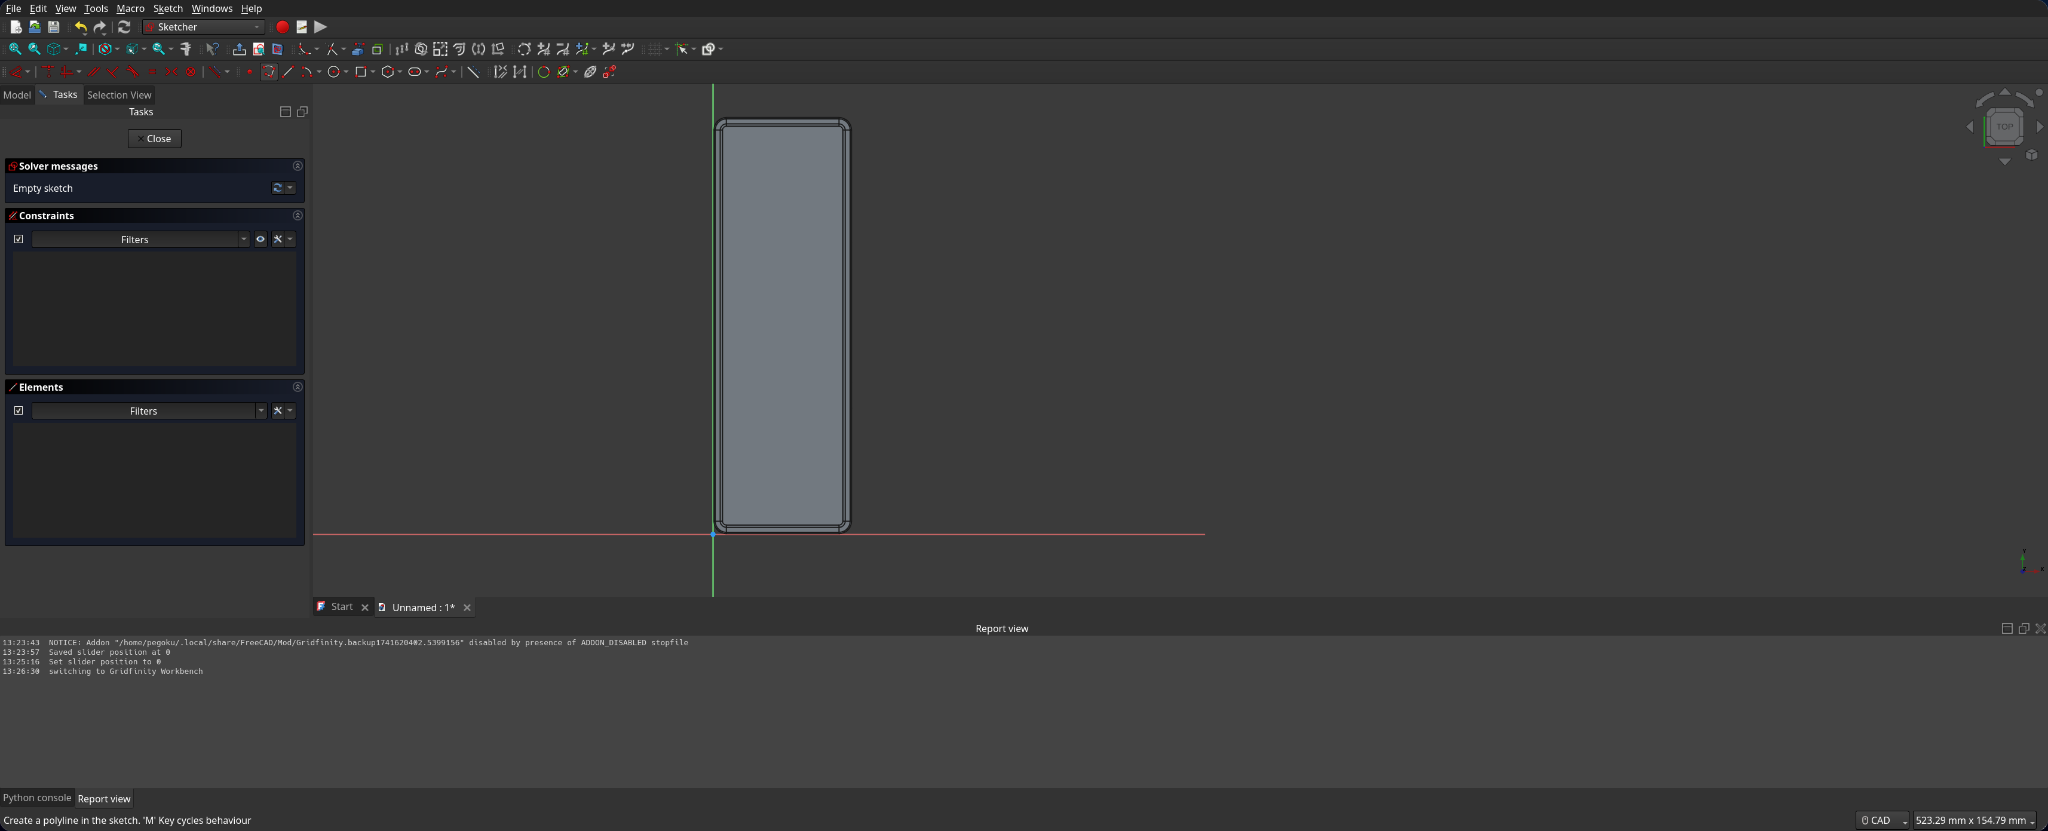 File Edit View Tools Macro Sketch Windows Help
Sketcher
Model Tasks Selection View
Tasks
Close
Solver messages
Empty sketch
Constraints
Filters
Elements
Filters
TOP
Y
X
Start Unnamed : 1*
Report view
13:23:43 NOTICE: Addon "/home/pegoku/.local/share/FreeCAD/Mod/Gridfinity.backup1741620402.5399156" disabled by presence of ADDON_DISABLED stopfile
13:23:57 Saved slider position at 0
13:25:16 Set slider position to 0
13:26:30 switching to Gridfinity Workbench
Python console Report view
Create a polyline in the sketch. 'M' Key cycles behaviour
CAD 523.29 mm x 154.79 mm